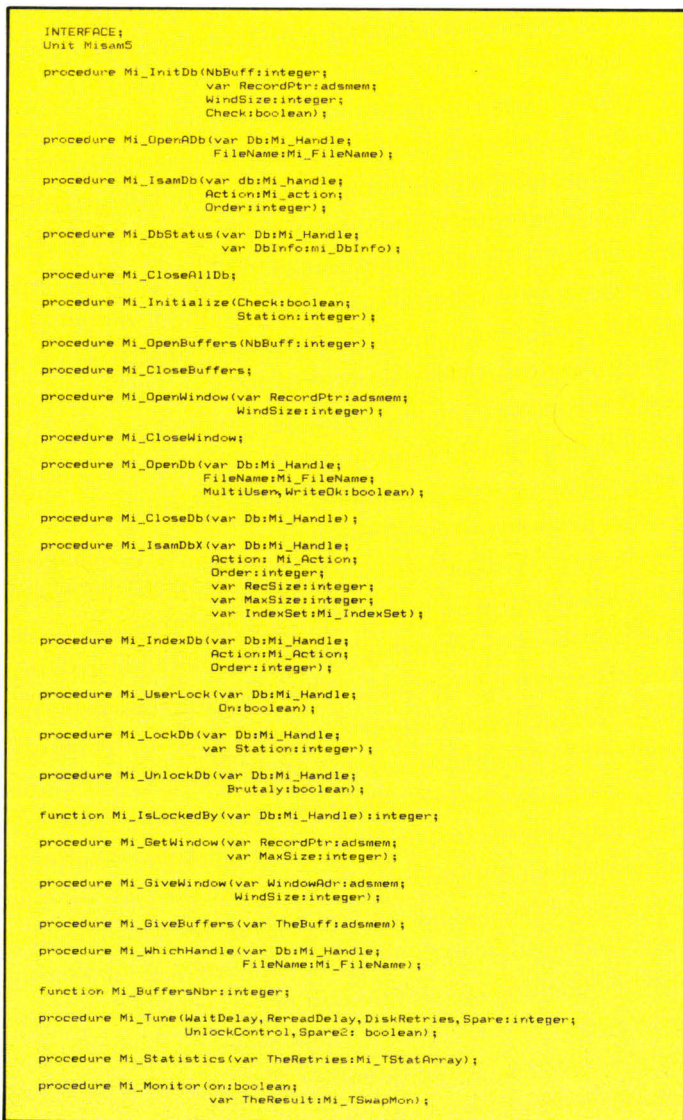 INTERFACE;
Unit Misam5
procedure Mi_InitDb(NbBuff:integer;
var RecordPtr:adsmem;
WindSize:integer;
Check:boolean);
procedure Mi_OpenADb(var Db:Mi_Handle;
FileName:Mi_FileName);
procedure Mi_IsamDb(var db:Mi_handle;
Action:Mi_action;
Order:integer);
procedure Mi_DbStatus(var Db:Mi_Handle;
var DbInfo:mi_DbInfo);
procedure Mi_CloseAllDb;
procedure Mi_Initialize(Check:boolean;
Station:integer);
procedure Mi_OpenBuffers(NbBuff:integer);
procedure Mi_CloseBuffers;
procedure Mi_OpenWindow(var RecordPtr:adsmem;
WindSize:integer);
procedure Mi_CloseWindow;
procedure Mi_OpenDb(var Db:Mi_Handle;
FileName:Mi_FileName;
MultiUser,WriteOk:boolean);
procedure Mi_CloseDb(var Db:Mi_Handle);
procedure Mi_IsamDbX(var Db:Mi_Handle;
Action: Mi_Action;
Order:integer;
var RecSize:integer;
var MaxSize:integer;
var IndexSet:Mi_IndexSet);
procedure Mi_IndexDb(var Db:Mi_Handle;
Action:Mi_Action;
Order:integer);
procedure Mi_UserLock(var Db:Mi_Handle;
On:boolean);
procedure Mi_LockDb(var Db:Mi_Handle;
var Station:integer);
procedure Mi_UnlockDb(var Db:Mi_Handle;
Brutaly:boolean);
function Mi_IsLockedBy(var Db:Mi_Handle):integer;
procedure Mi_GetWindow(var RecordPtr:adsmem;
var MaxSize:integer);
procedure Mi_GiveWindow(var WindowAdr:adsmem;
WindSize:integer);
procedure Mi_GiveBuffers(var TheBuff:adsmem);
procedure Mi_WhichHandle(var Db:Mi_Handle;
FileName:Mi_FileName);
function Mi_BuffersNbr:integer;
procedure Mi_Tune(WaitDelay,RereadDelay,DiskRetries,Spare:integer;
UnlockControl,Spare2: boolean);
procedure Mi_Statistics(var TheRetries:Mi_TStatArray);
procedure Mi_Monitor(on:boolean;
var TheResult:Mi_TSwapMon);